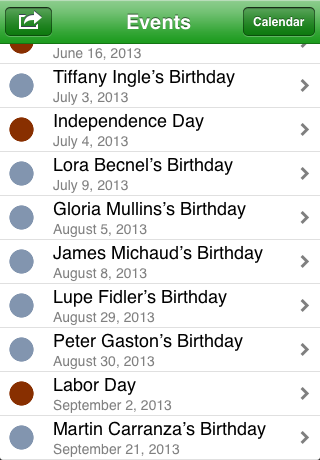 Events
Calendar
June 16, 2013
Tiffany Ingle's Birthday
July 3, 2013
Independence Day
July 4, 2013
Lora Becnel's Birthday
July 9, 2013
Gloria Mullins's Birthday
August 5, 2013
James Michaud's Birthday
August 8, 2013
Lupe Fidler's Birthday
August 29, 2013
Peter Gaston's Birthday
August 30, 2013
Labor Day
September 2, 2013
Martin Carranza's Birthday
September 21, 2013